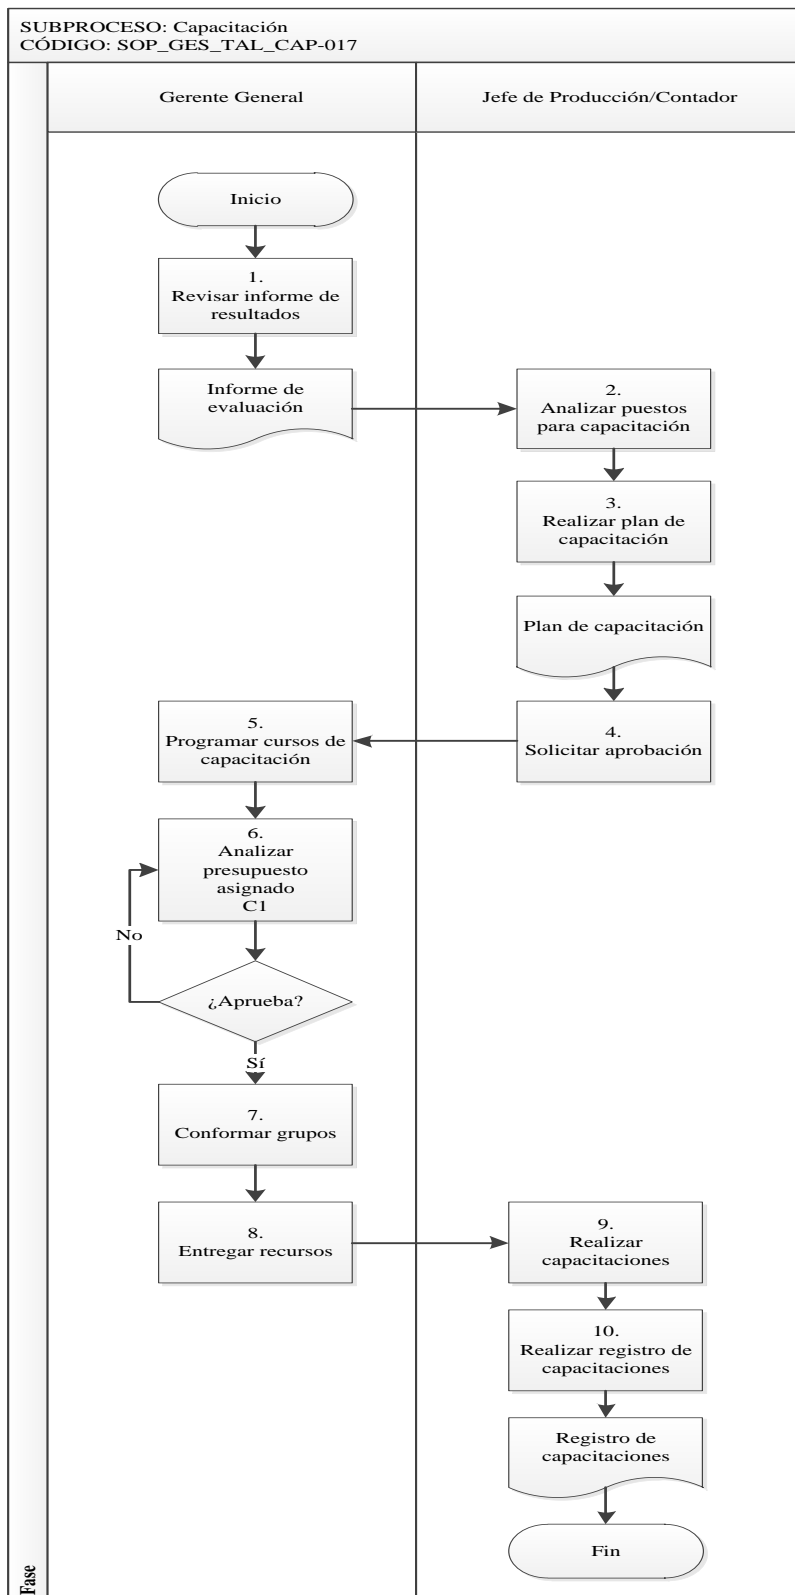 SUBPROCESO: Capacitación
CÓDIGO: SOP_GES_TAL_CAP-017
Gerente General
Jefe de Producción/Contador
Inicio
1.
Revisar informe de
resultados
Informe de
evaluación
2.
Analizar puestos
para capacitación
3.
Realizar plan de
capacitación
Plan de capacitación
4.
Solicitar aprobación
5.
Programar cursos de
capacitación
6.
Analizar
presupuesto
asignado
C1
No
¿Aprueba?
Sí
7.
Conformar grupos
8.
Entregar recursos
9.
Realizar
capacitaciones
10.
Realizar registro de
capacitaciones
Registro de
capacitaciones
Fin
Fase